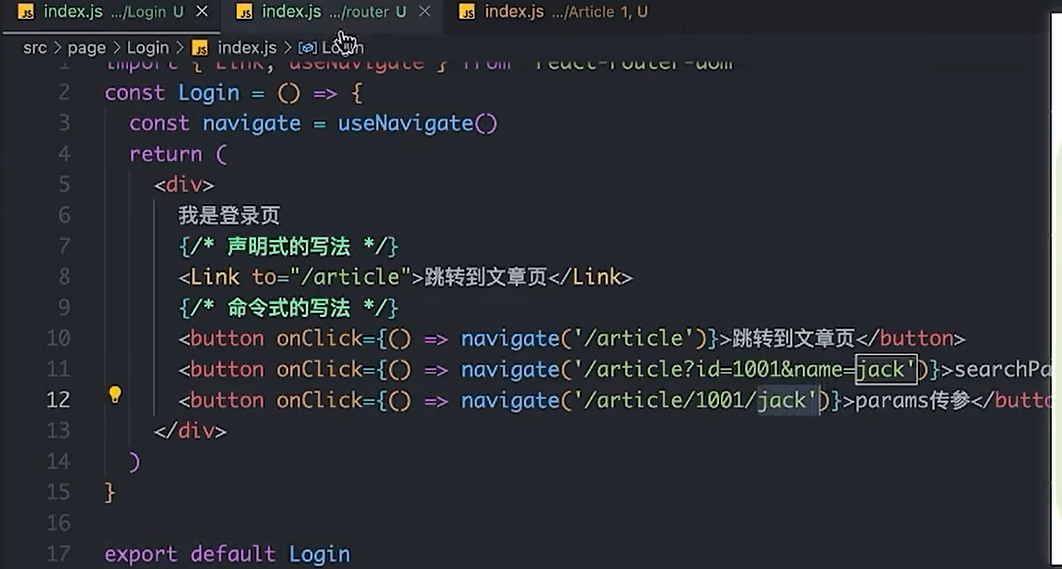 JS index.js .../Login U × JS index.js .../router U × JS index.js .../Article 1, U
src > page > Login > JS index.js > Login
1 import { Link, useNavigate } from 'react-router-dom'
2 const Login = () => {
3 const navigate = useNavigate()
4 return (
5 <div>
6 我是登录页
7 {/* 声明式的写法 */}
8 <Link to="/article">跳转到文章页</Link>
9 {/* 命令式的写法 */}
10 <button onClick={() => navigate('/article')}>跳转到文章页</button>
11 <button onClick={() => navigate('/article?id=1001&name=jack')}>searchPa
12 <button onClick={() => navigate('/article/1001/jack')}>params传参</butto
13 </div>
14 )
15 }
16
17 export default Login